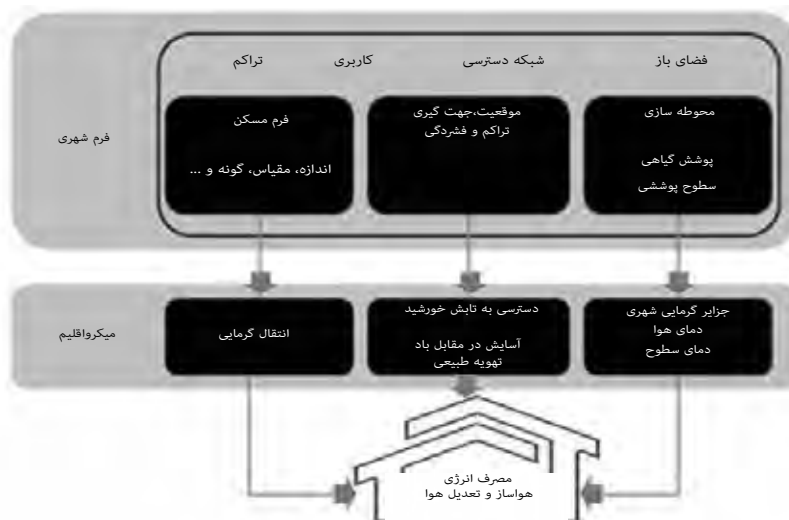 فضای باز
شبکه دسترسی
کاربری
تراکم
فرم شهری
محوطه سازی
پوشش گیاهی
سطوح پوششی
موقعیت،جهت گیری
تراکم و فشردگی
فرم مسکن
اندازه، مقیاس، گونه و ...
میکرواقلیم
جزایر گرمایی شهری
دمای هوا
دمای سطوح
دسترسی به تابش خورشید
آسایش در مقابل باد
تهویه طبیعی
انتقال گرمایی
مصرف انرژی
هواساز و تعدیل هوا